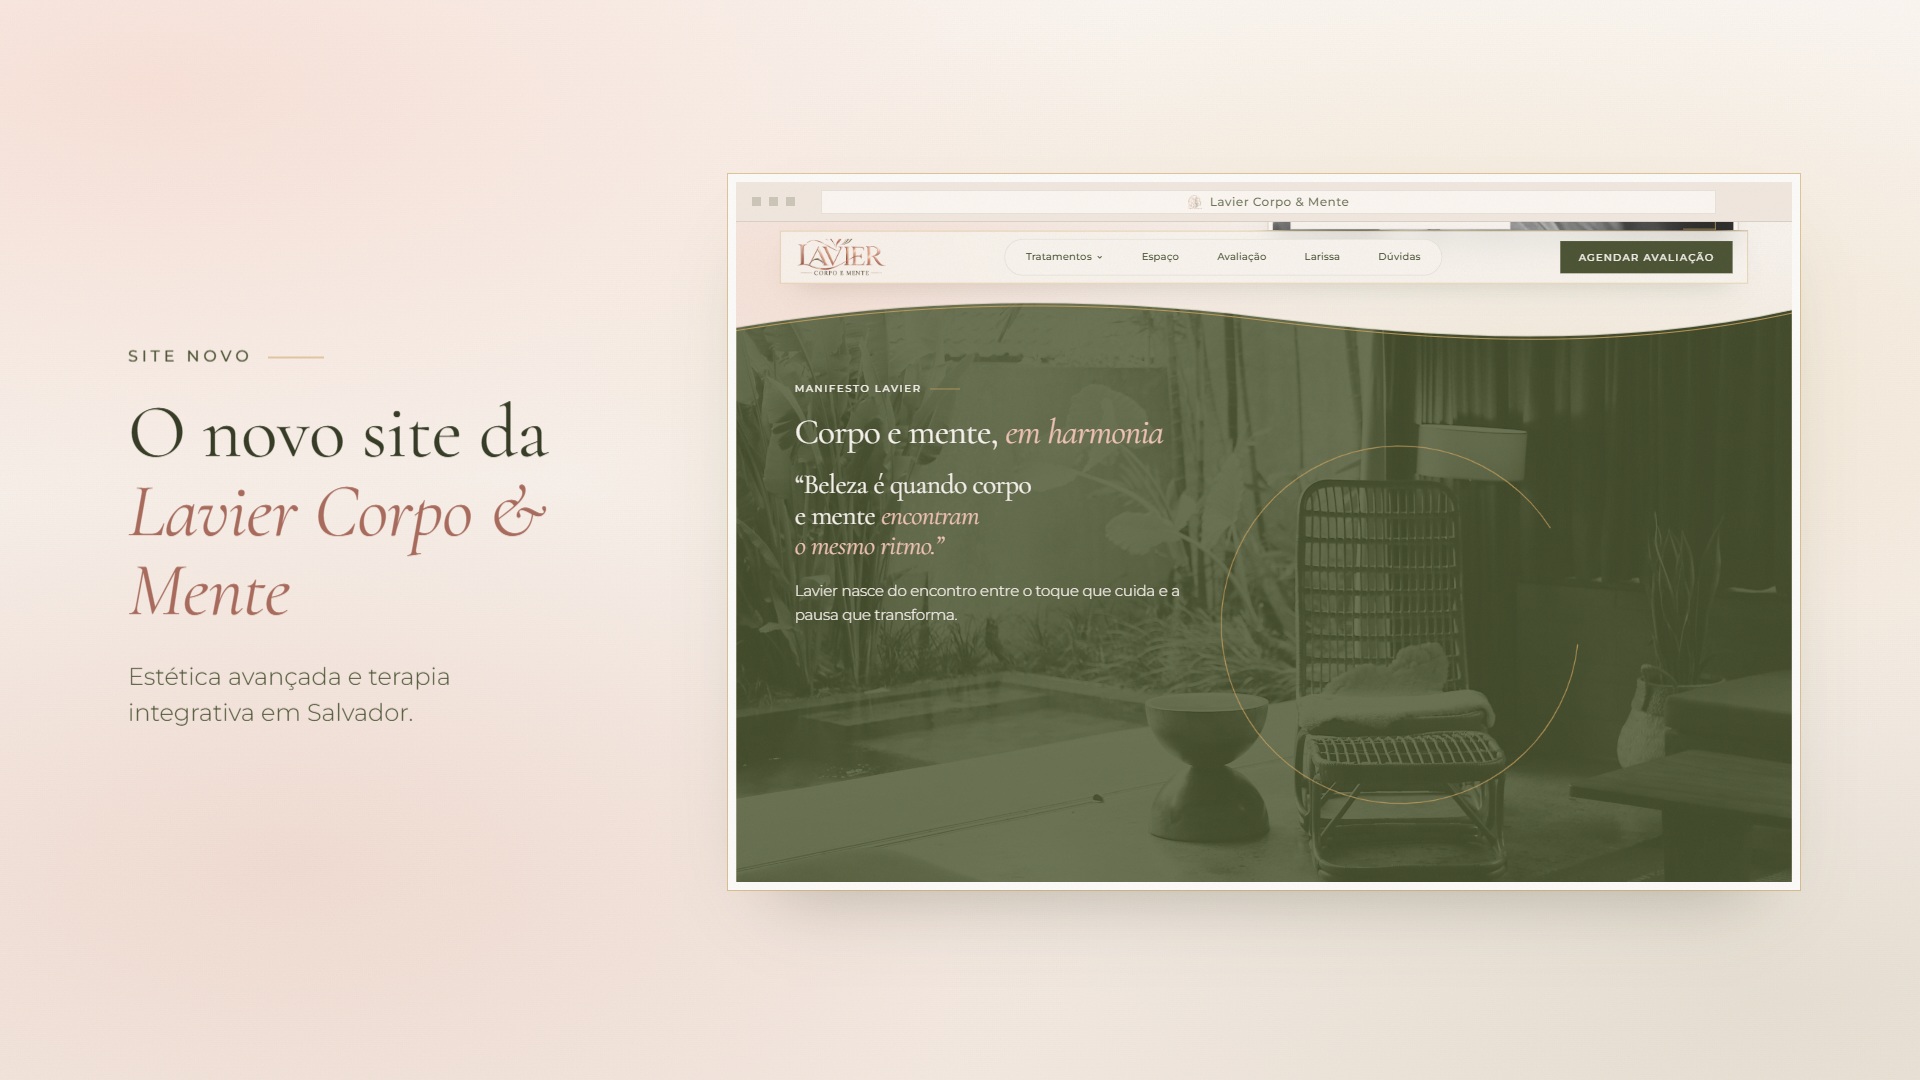 SITE NOVO
O novo site da
Lavier Corpo &
Mente
Estética avançada e terapia
integrativa em Salvador.
Lavier Corpo & Mente
LAVIER
CORPO E MENTE
Tratamentos
Espaço
Avaliação
Larissa
Dúvidas
AGENDAR AVALIAÇÃO
MANIFESTO LAVIER
Corpo e mente, em harmonia
“Beleza é quando corpo
e mente encontram
o mesmo ritmo.”
Lavier nasce do encontro entre o toque que cuida e a
pausa que transforma.